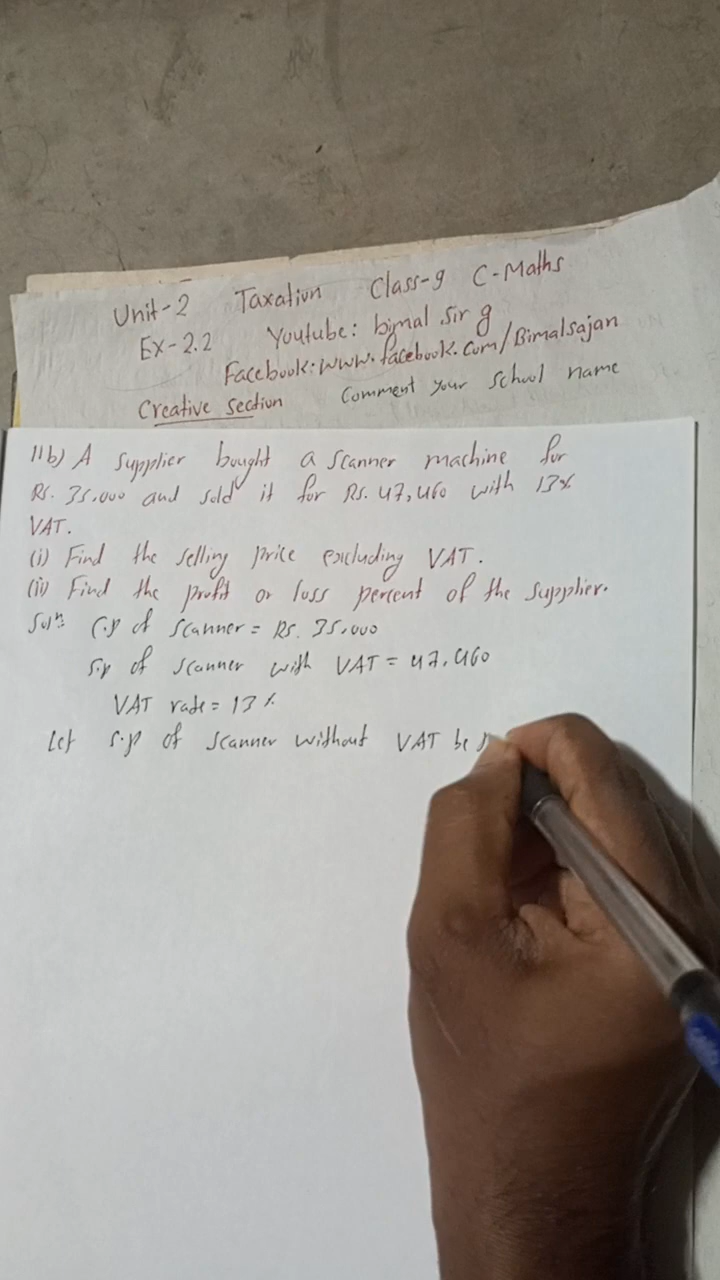 Unit-2 Taxation Class-9 C-Maths
Ex-2.2 Youtube: bimal sir g
Facebook: www.facebook.com/Bimalsajan
Creative section Comment your school name
11b) A supplier bought a scanner machine for
Rs. 35,000 and sold it for Rs. 47,460 with 13%
VAT.
(i) Find the selling price excluding VAT.
(ii) Find the profit or loss percent of the supplier.
Solⁿ: C.p of scanner = Rs. 35,000
S.p of scanner with VAT = 47,460
VAT rate = 13%
Let s.p of scanner without VAT be